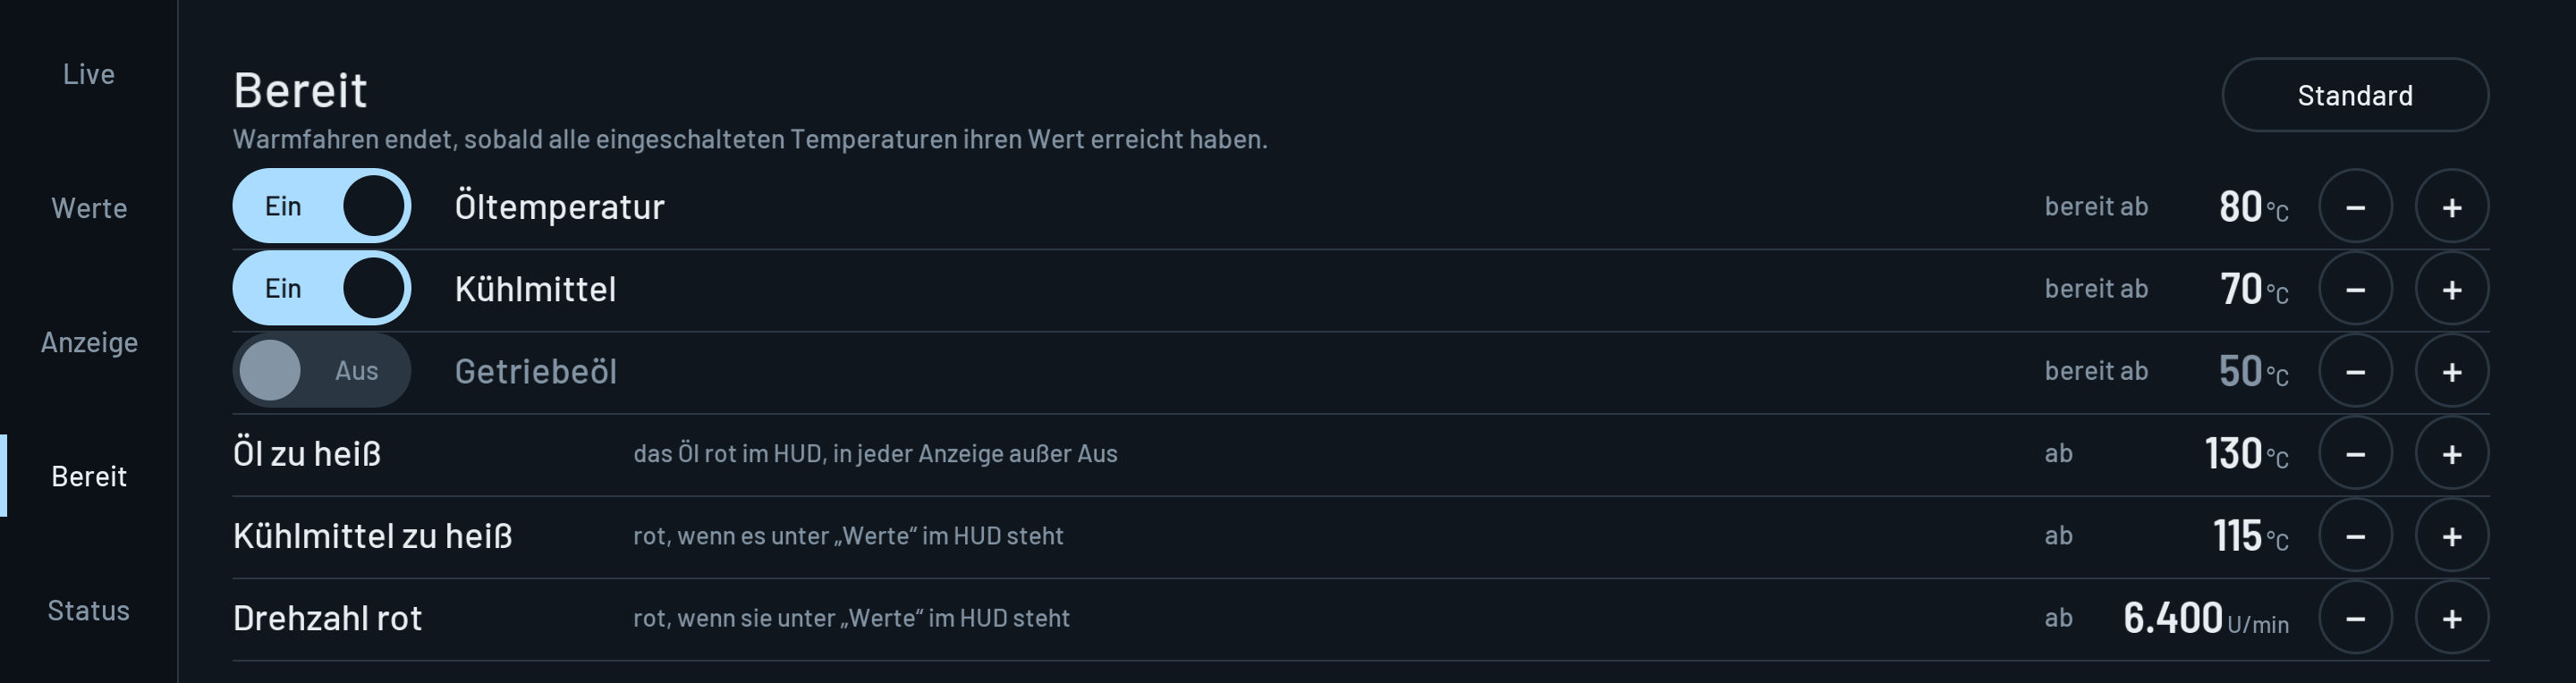 Live
Werte
Anzeige
Bereit
Status
Bereit
Standard
Warmfahren endet, sobald alle eingeschalteten Temperaturen ihren Wert erreicht haben.
Ein Öltemperatur bereit ab 80 °C − +
Ein Kühlmittel bereit ab 70 °C − +
Aus Getriebeöl bereit ab 50 °C − +
Öl zu heiß das Öl rot im HUD, in jeder Anzeige außer Aus ab 130 °C − +
Kühlmittel zu heiß rot, wenn es unter „Werte“ im HUD steht ab 115 °C − +
Drehzahl rot rot, wenn sie unter „Werte“ im HUD steht ab 6.400 U/min − +